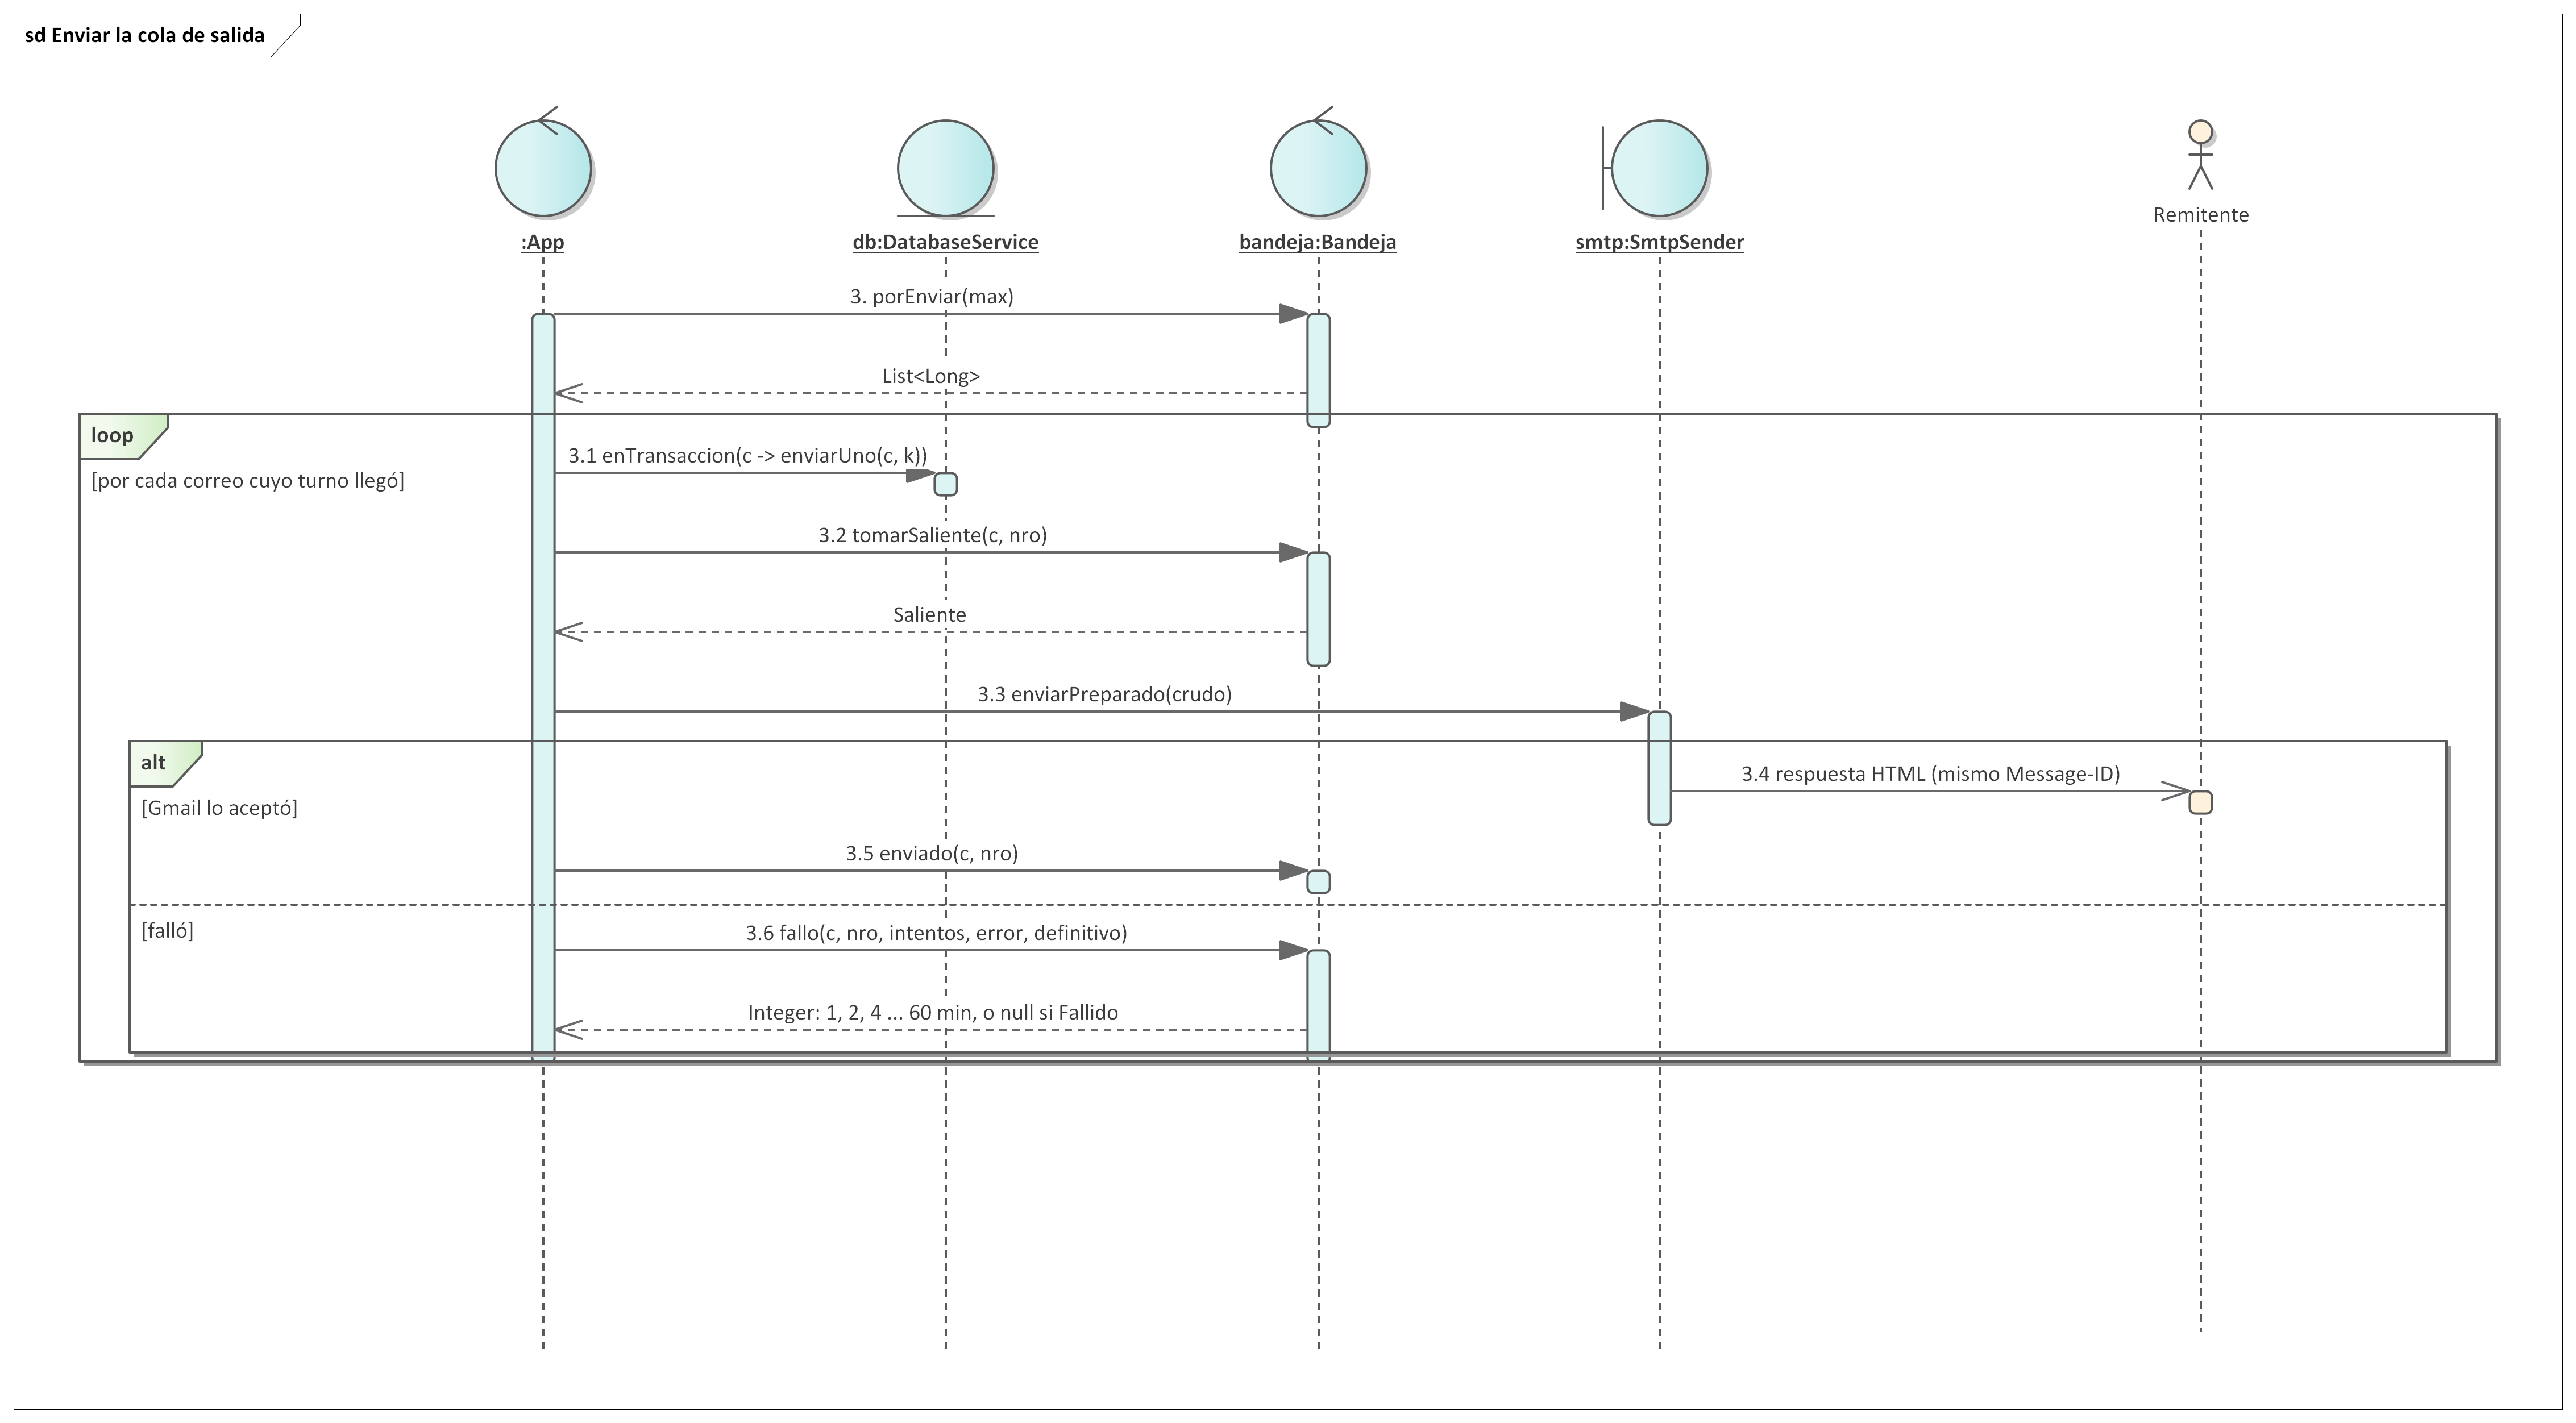 sd Enviar la cola de salida
:App
db:DatabaseService
bandeja:Bandeja
smtp:SmtpSender
Remitente
3. porEnviar(max)
List<Long>
loop
[por cada correo cuyo turno llegó]
3.1 enTransaccion(c -> enviarUno(c, k))
3.2 tomarSaliente(c, nro)
Saliente
3.3 enviarPreparado(crudo)
alt
[Gmail lo aceptó]
3.4 respuesta HTML (mismo Message-ID)
3.5 enviado(c, nro)
[falló]
3.6 fallo(c, nro, intentos, error, definitivo)
Integer: 1, 2, 4 ... 60 min, o null si Fallido